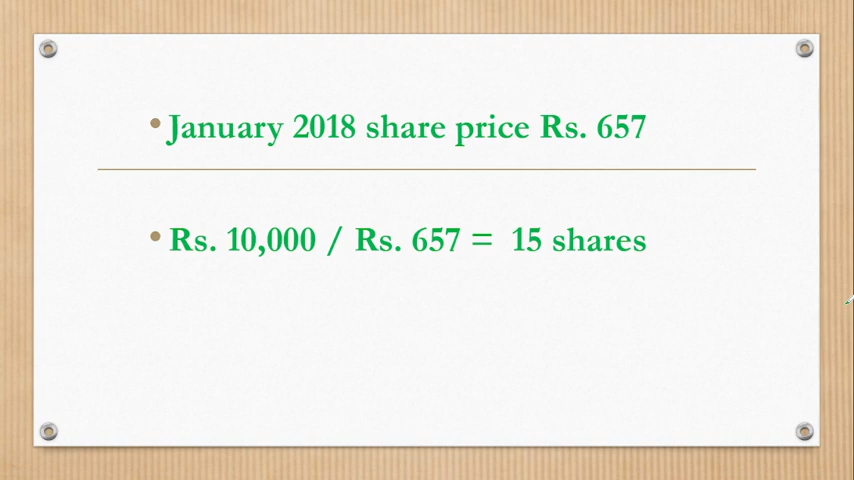 • January 2018 share price Rs. 657
• Rs. 10,000 / Rs. 657 = 15 shares